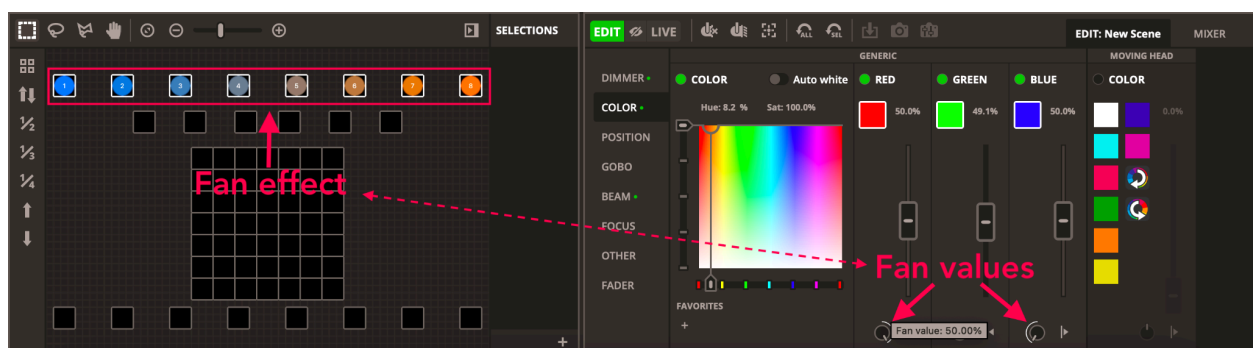 SELECTIONS
EDIT LIVE
ALL
SEL
EDIT: New Scene
MIXER
GENERIC
MOVING HEAD
1 2 3 4 5 6 7 8
1/2
1/3
1/4
Fan effect
DIMMER
COLOR
POSITION
GOBO
BEAM
FOCUS
OTHER
FADER
COLOR
Auto white
Hue: 8.2 %
Sat: 100.0%
FAVORITES
+
RED
50.0%
GREEN
49.1%
BLUE
50.0%
Fan values
Fan value: 50.00%
COLOR
0.0%
+